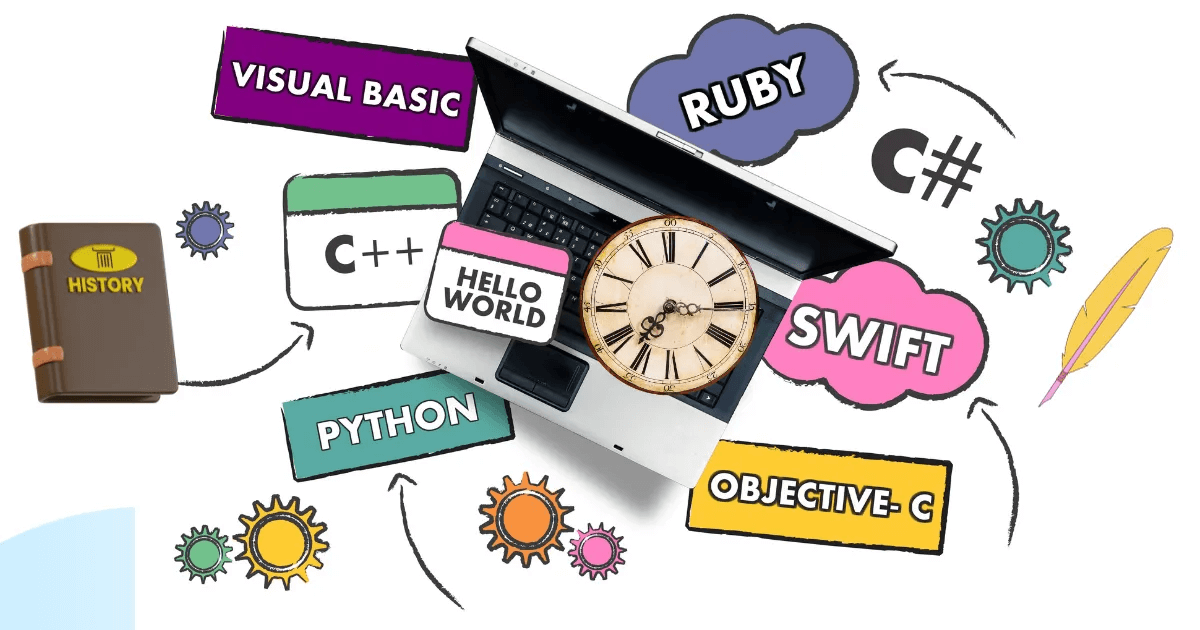 VISUAL BASIC
RUBY
C#
C++
HISTORY
HELLO
WORLD
SWIFT
PYTHON
OBJECTIVE- C